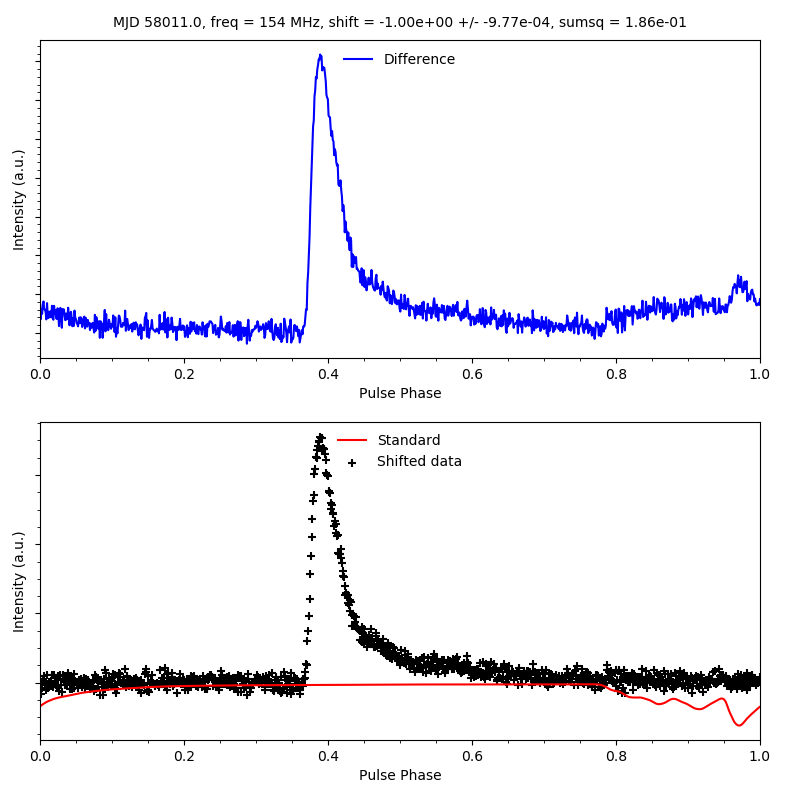 MJD 58011.0, freq = 154 MHz, shift = -1.00e+00 +/- -9.77e-04, sumsq = 1.86e-01
Difference
Intensity (a.u.)
0.0 0.2 0.4 0.6 0.8 1.0
Pulse Phase
Standard
Shifted data
Intensity (a.u.)
0.0 0.2 0.4 0.6 0.8 1.0
Pulse Phase